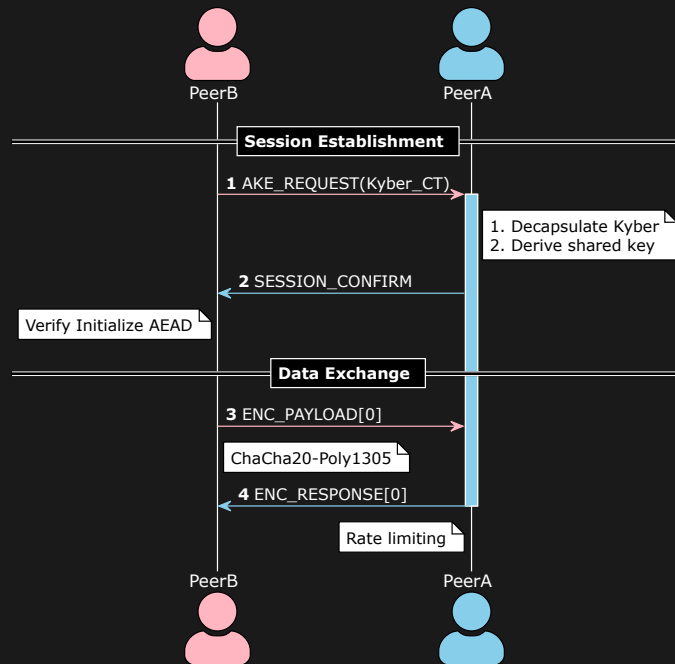 PeerB
PeerA
Session Establishment
1 AKE_REQUEST(Kyber_CT)
1. Decapsulate Kyber
2. Derive shared key
2 SESSION_CONFIRM
Verify Initialize AEAD
Data Exchange
3 ENC_PAYLOAD[0]
ChaCha20-Poly1305
4 ENC_RESPONSE[0]
Rate limiting
PeerB
PeerA